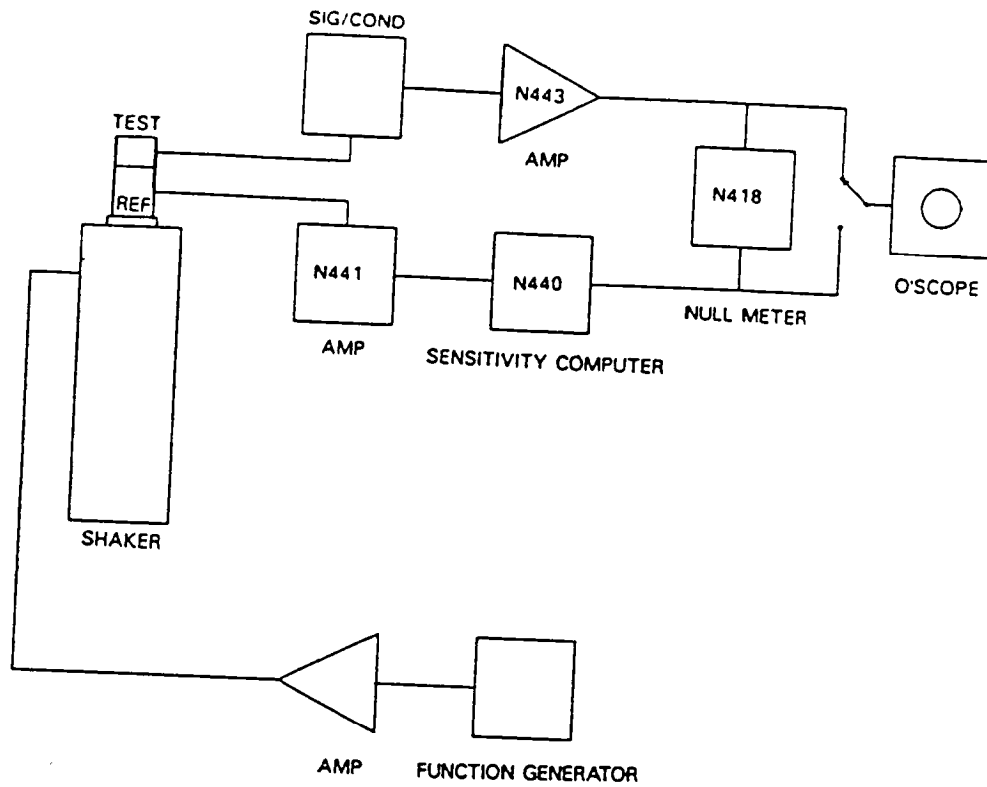 SIG/COND
N443
TEST
AMP
N418
REF
N441
N440
O'SCOPE
NULL METER
AMP
SENSITIVITY COMPUTER
SHAKER
AMP
FUNCTION GENERATOR